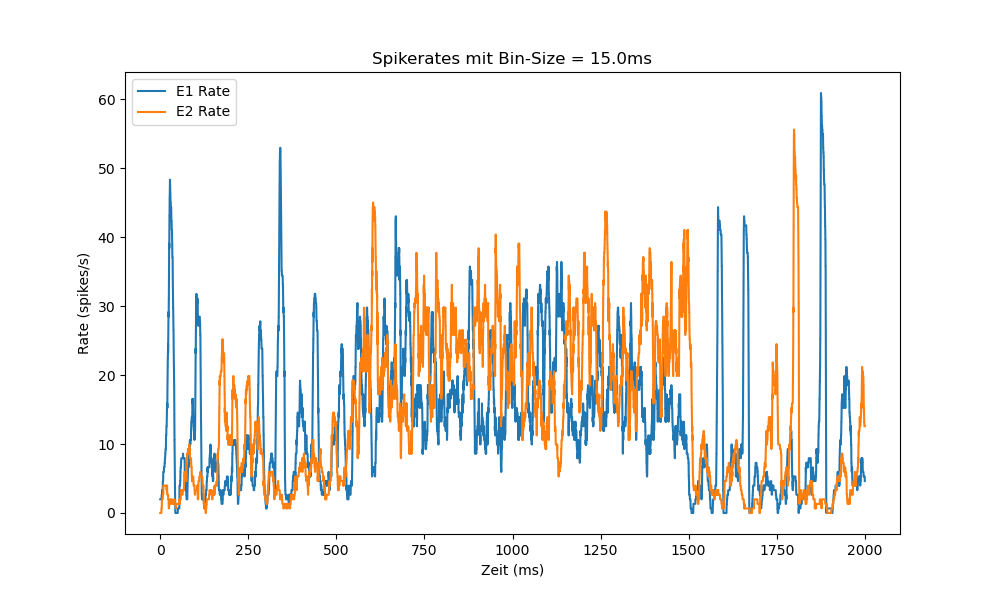 Spikerates mit Bin-Size = 15.0ms
E1 Rate
E2 Rate
Rate (spikes/s)
60
50
40
30
20
10
0
0 250 500 750 1000 1250 1500 1750 2000
Zeit (ms)